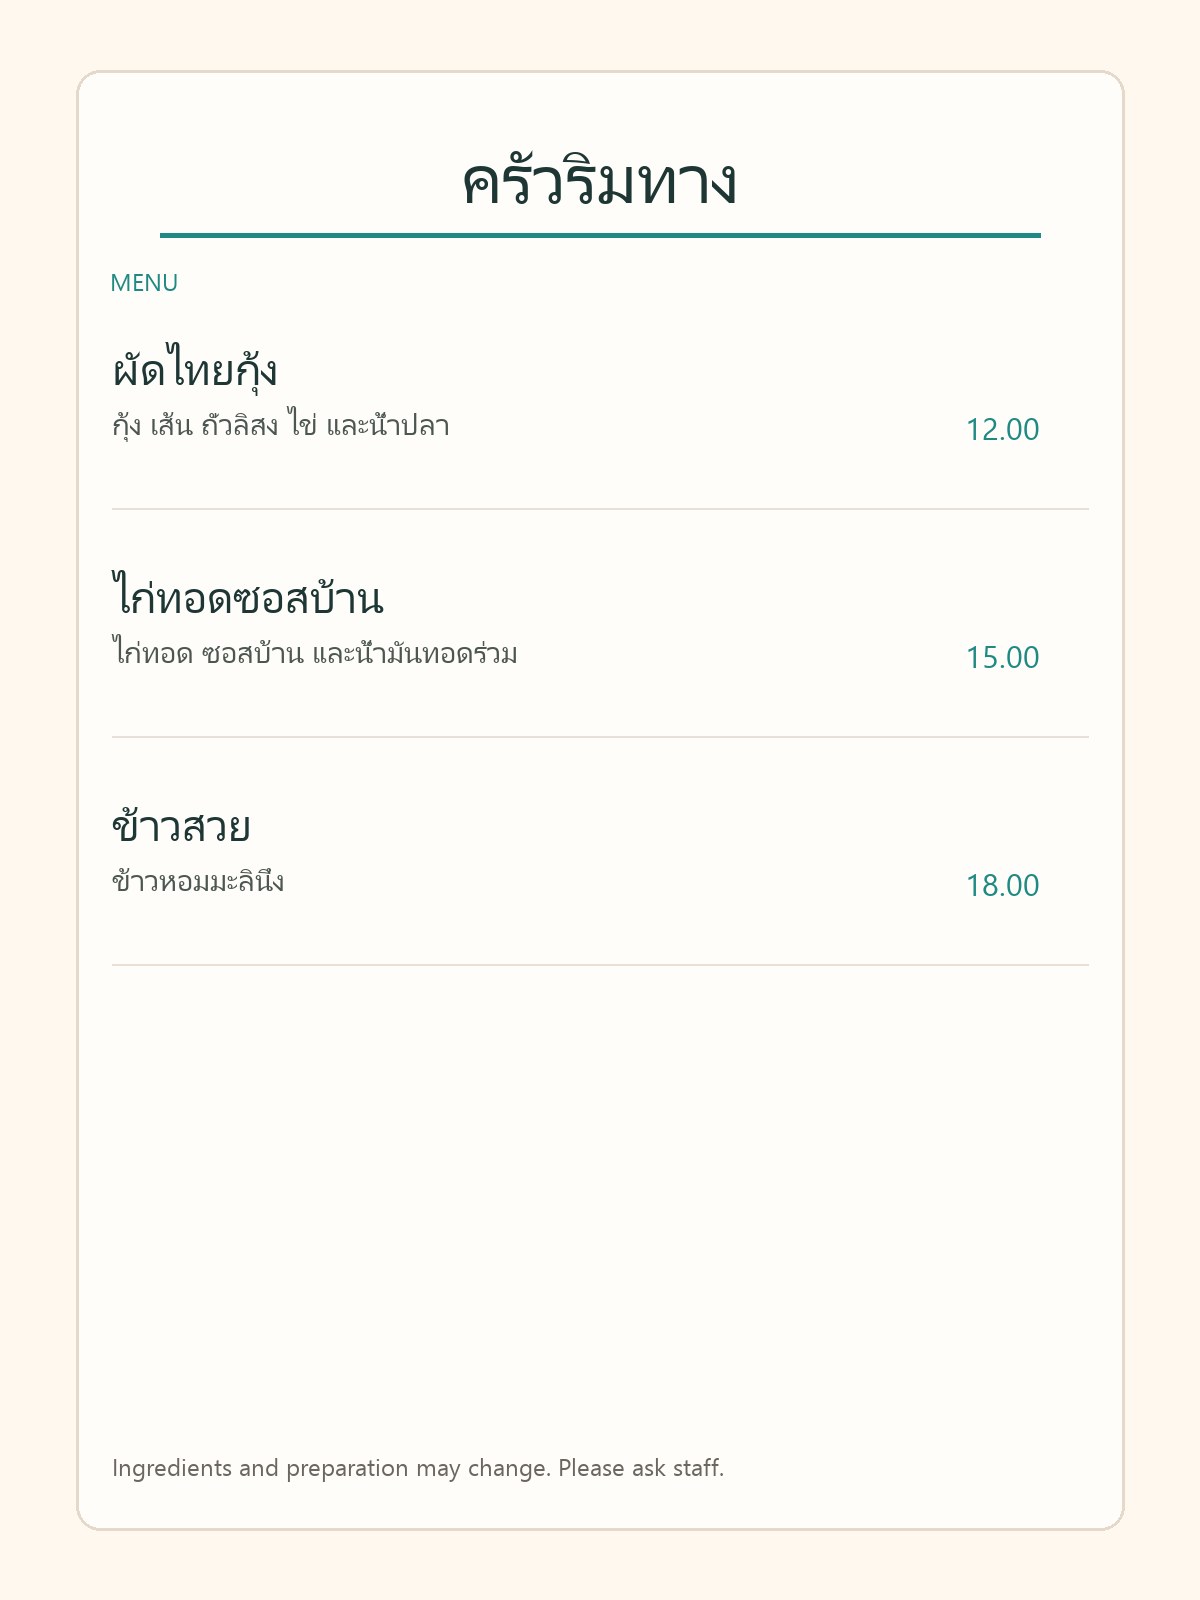 ครัวริมทาง
MENU
ผัดไทยกุ้ง
กุ้ง เส้น ถั่วลิสง ไข่ และน้ำปลา
12.00
ไก่ทอดซอสบ้าน
ไก่ทอด ซอสบ้าน และน้ำมันทอดร่วม
15.00
ข้าวสวย
ข้าวหอมมะลินึ่ง
18.00
Ingredients and preparation may change. Please ask staff.